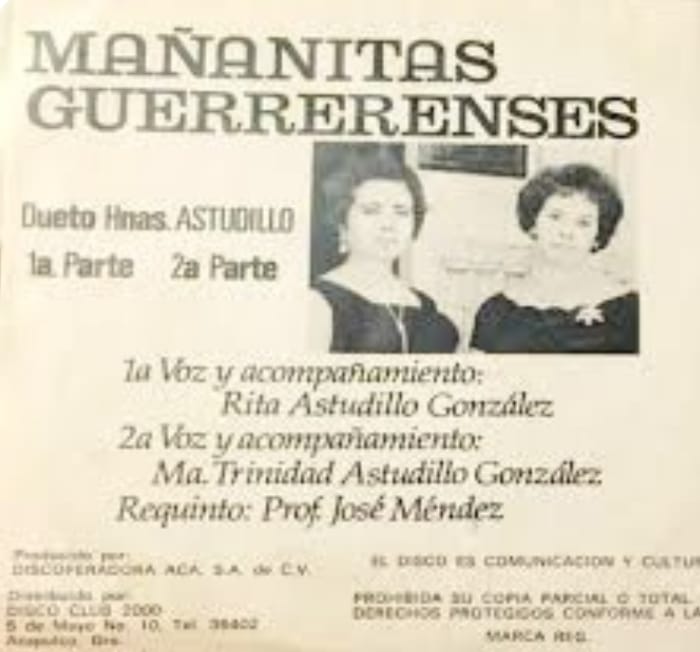 MAÑANITAS
GUERRERENSES
Dueto Hnas. ASTUDILLO
1a. Parte 2a Parte
1a Voz y acompañamiento:
Rita Astudillo González
2a Voz y acompañamiento:
Ma. Trinidad Astudillo González
Requinto: Prof. José Méndez
Producido por:
DISCOFERADORA ACA. S.A. de C.V.
Distribuido por:
DISCO CLUB 2000
5 de Mayo No. 10, Tel.
Acapulco, Gro.
EL DISCO ES COMUNICACION Y CULTUR
PROHIBIDA SU COPIA PARCIAL O TOTAL.
DERECHOS PROTEGIDOS CONFORME A LA
MARCA REG.